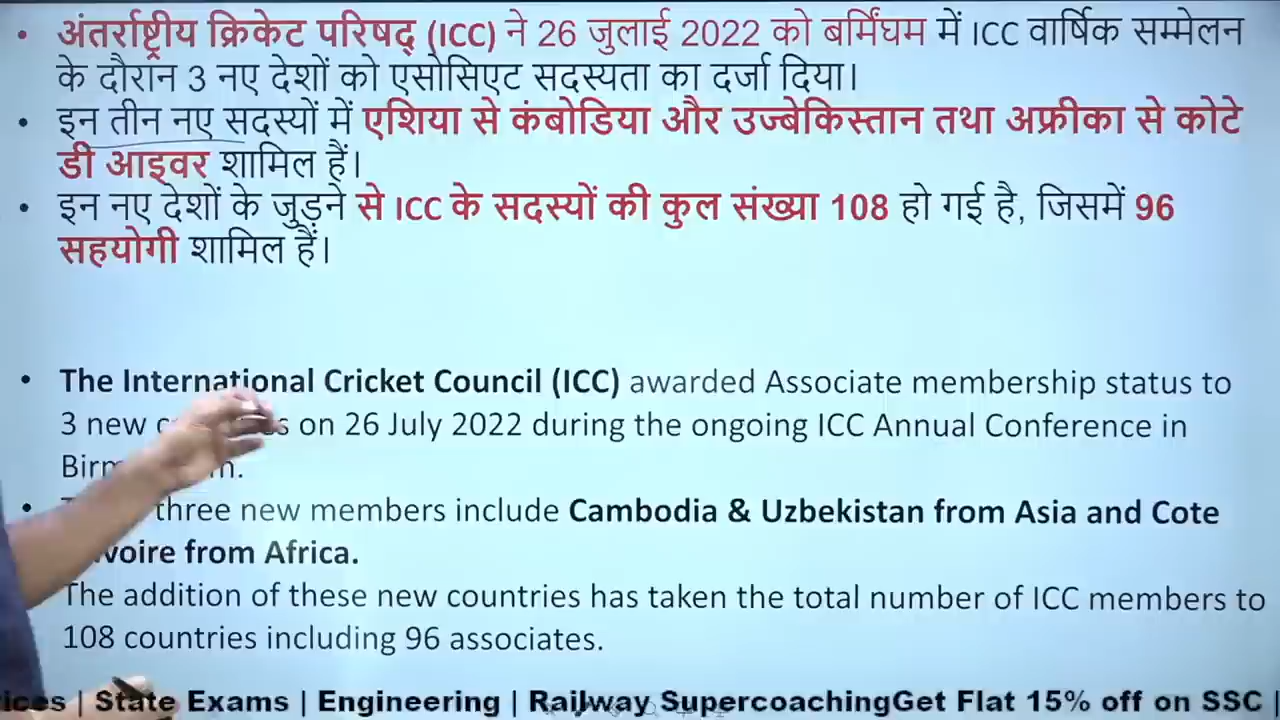 • अंतर्राष्ट्रीय क्रिकेट परिषद् (ICC) ने 26 जुलाई 2022 को बर्मिंघम में ICC वार्षिक सम्मेलन
के दौरान 3 नए देशों को एसोसिएट सदस्यता का दर्जा दिया।
• इन तीन नए सदस्यों में एशिया से कंबोडिया और उज्बेकिस्तान तथा अफ्रीका से कोटे
डी आइवर शामिल हैं।
• इन नए देशों के जुड़ने से ICC के सदस्यों की कुल संख्या 108 हो गई है, जिसमें 96
सहयोगी शामिल हैं।
• The International Cricket Council (ICC) awarded Associate membership status to
3 new on 26 July 2022 during the ongoing ICC Annual Conference in
• three new members include Cambodia & Uzbekistan from Asia and Cote
from Africa.
The addition of these new countries has taken the total number of ICC members to
108 countries including 96 associates.
| State Exams | Engineering | Railway SupercoachingGet Flat 15% off on SSC |